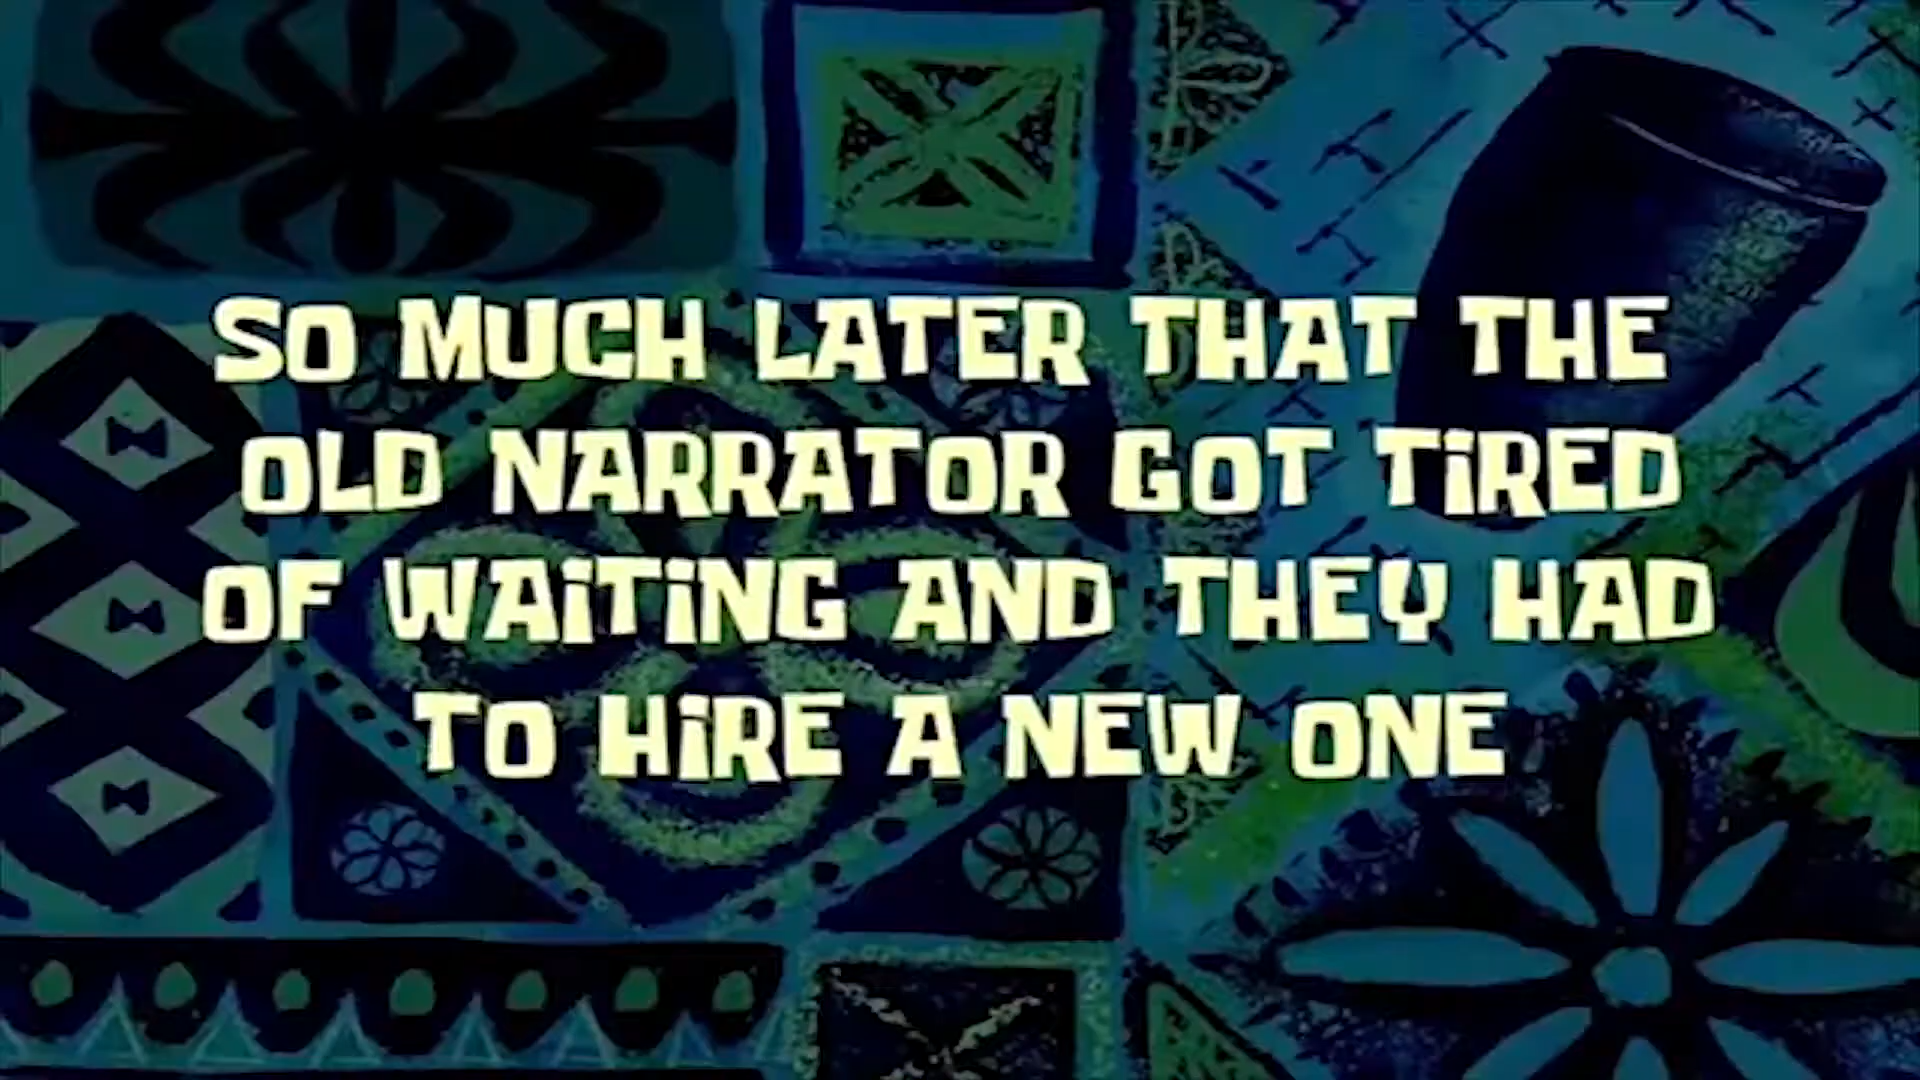 SO MUCH LATER THAT THE
OLD NARRATOR GOT TiRED
OF WAiTiNG AND THEY HAD
TO HiRE A NEW ONE